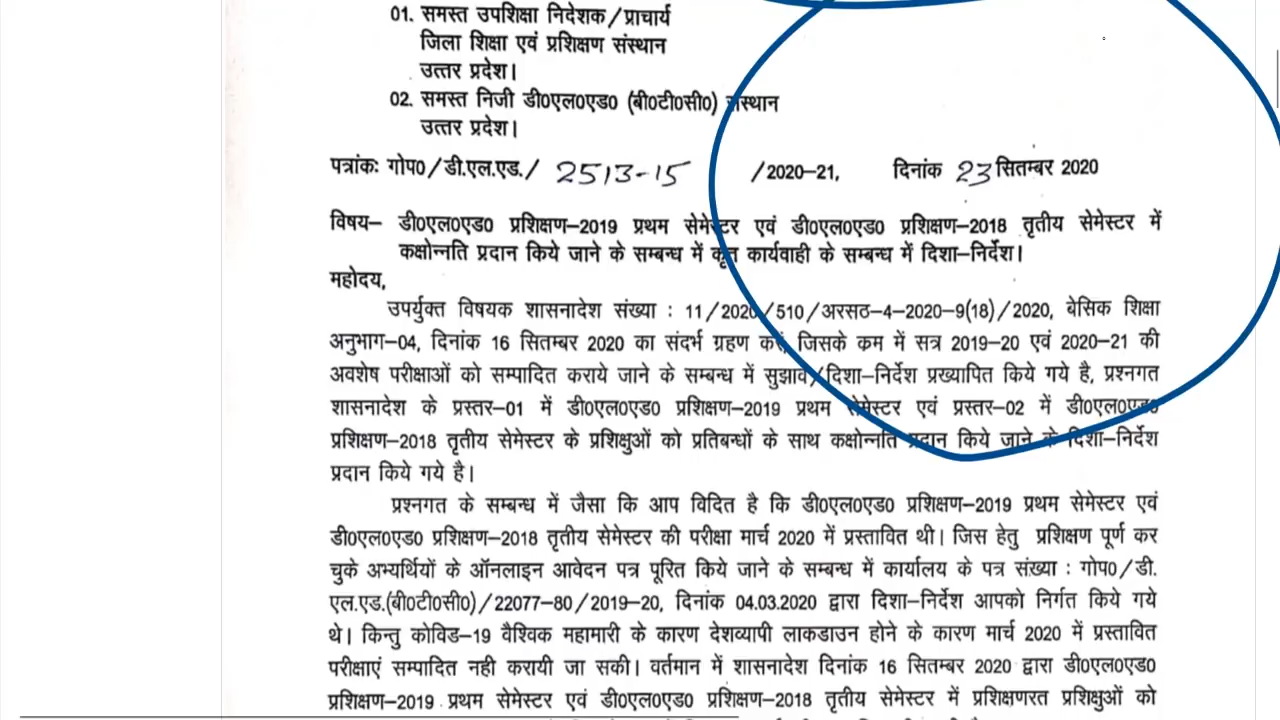 01. समस्त उपशिक्षा निदेशक/प्राचार्य
जिला शिक्षा एवं प्रशिक्षण संस्थान
उत्तर प्रदेश।
02. समस्त निजी डी0एल0एड0 (बी0टी0सी0) संस्थान
उत्तर प्रदेश।
पत्रांकः गोप0/डी.एल.एड./ 2513-15 /2020-21, दिनांक 23 सितम्बर 2020
विषय- डी0एल0एड0 प्रशिक्षण-2019 प्रथम सेमेस्टर एवं डी0एल0एड0 प्रशिक्षण-2018 तृतीय सेमेस्टर में
कक्षोन्नति प्रदान किये जाने के सम्बन्ध में कृत कार्यवाही के सम्बन्ध में दिशा-निर्देश।
महोदय,
उपर्युक्त विषयक शासनादेश संख्या : 11/2020/510/अरसठ-4-2020-9(18)/2020, बेसिक शिक्षा
अनुभाग-04, दिनांक 16 सितम्बर 2020 का संदर्भ ग्रहण करें, जिसके कम में सत्र 2019-20 एवं 2020-21 की
अवशेष परीक्षाओं को सम्पादित कराये जाने के सम्बन्ध में सुझाव/दिशा-निर्देश प्रख्यापित किये गये है, प्रश्नगत
शासनादेश के प्रस्तर-01 में डी0एल0एड0 प्रशिक्षण-2019 प्रथम सेमेस्टर एवं प्रस्तर-02 में डी0एल0एड0
प्रशिक्षण-2018 तृतीय सेमेस्टर के प्रशिक्षुओं को प्रतिबन्धों के साथ कक्षोन्नति प्रदान किये जाने के दिशा-निर्देश
प्रदान किये गये है।
प्रश्नगत के सम्बन्ध में जैसा कि आप विदित है कि डी0एल0एड0 प्रशिक्षण-2019 प्रथम सेमेस्टर एवं
डी0एल0एड0 प्रशिक्षण-2018 तृतीय सेमेस्टर की परीक्षा मार्च 2020 में प्रस्तावित थी। जिस हेतु प्रशिक्षण पूर्ण कर
चुके अभ्यर्थियों के ऑनलाइन आवेदन पत्र पूरित किये जाने के सम्बन्ध में कार्यालय के पत्र संख्या : गोप0/डी.
एल.एड.(बी0टी0सी0)/22077-80/2019-20, दिनांक 04.03.2020 द्वारा दिशा-निर्देश आपको निर्गत किये गये
थे। किन्तु कोविड-19 वैश्विक महामारी के कारण देशव्यापी लाकडाउन होने के कारण मार्च 2020 में प्रस्तावित
परीक्षाएं सम्पादित नही करायी जा सकी। वर्तमान में शासनादेश दिनांक 16 सितम्बर 2020 द्वारा डी0एल0एड0
प्रशिक्षण-2019 प्रथम सेमेस्टर एवं डी0एल0एड0 प्रशिक्षण-2018 तृतीय सेमेस्टर में प्रशिक्षणरत प्रशिक्षुओं को